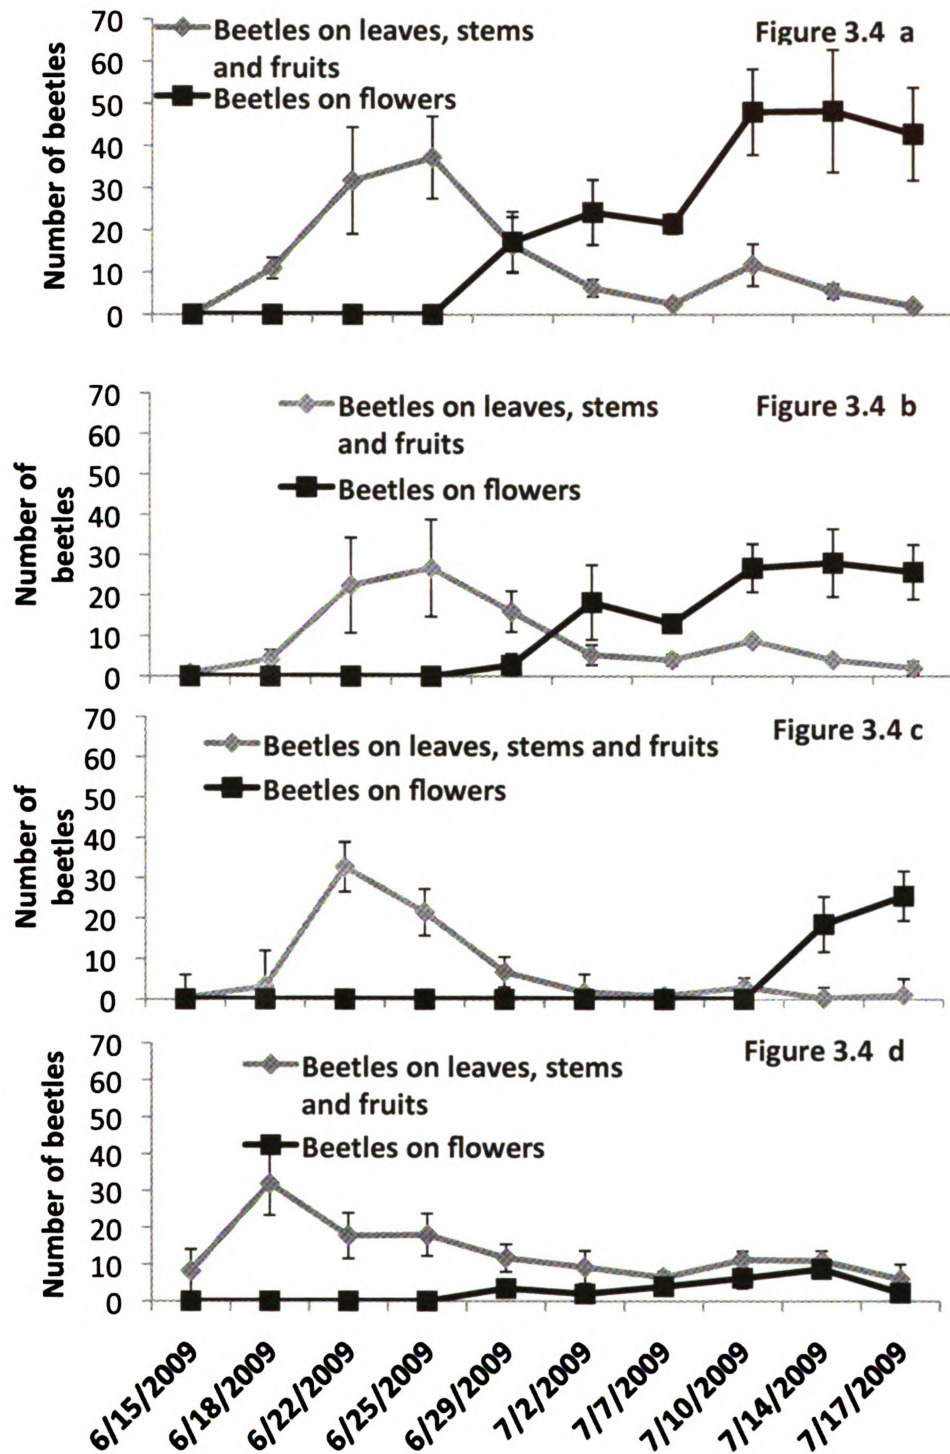 Figure 3.4 a
Beetles on leaves, stems
and fruits
Beetles on flowers
Number of beetles
70
60
50
40
30
20
10
0
Figure 3.4 b
Beetles on leaves, stems
and fruits
Beetles on flowers
Number of
beetles
70
60
50
40
30
20
10
0
Figure 3.4 c
Beetles on leaves, stems and fruits
Beetles on flowers
Number of
beetles
70
60
50
40
30
20
10
0
Figure 3.4 d
Beetles on leaves, stems
and fruits
Beetles on flowers
Number of beetles
70
60
50
40
30
20
10
0
6/15/2009
6/18/2009
6/22/2009
6/25/2009
6/29/2009
7/2/2009
7/7/2009
7/10/2009
7/14/2009
7/17/2009